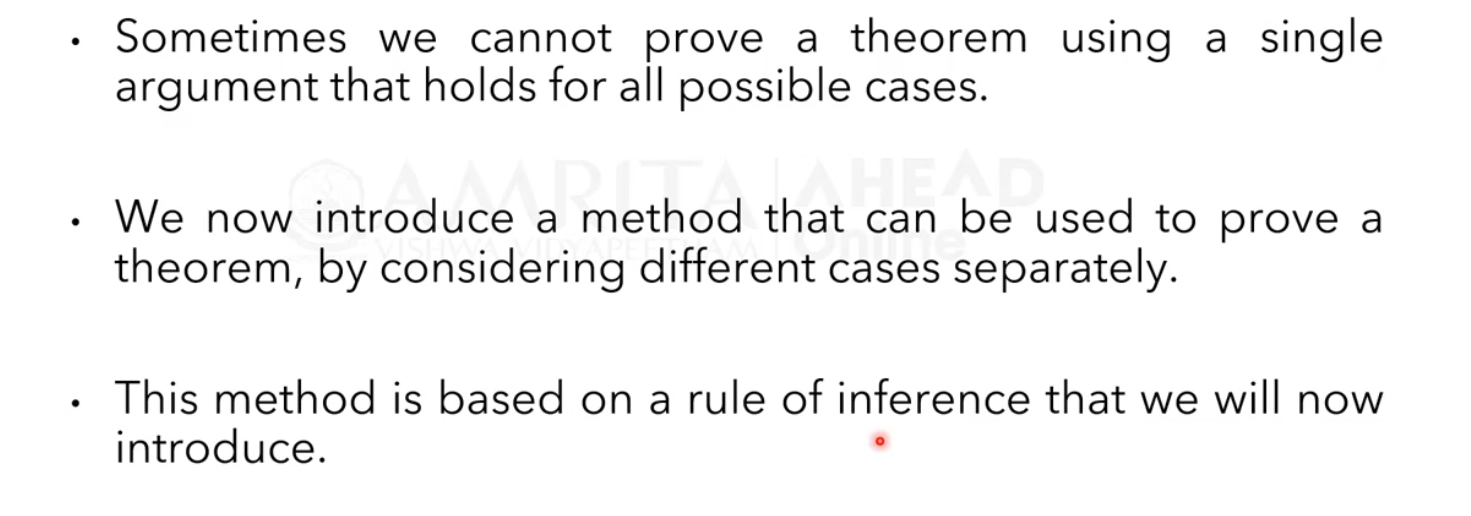 • Sometimes we cannot prove a theorem using a single
argument that holds for all possible cases.
AMRITA | AHEAD
VISHWA VIDYAPEETHAM | Online
• We now introduce a method that can be used to prove a
theorem, by considering different cases separately.
• This method is based on a rule of inference that we will now
introduce.